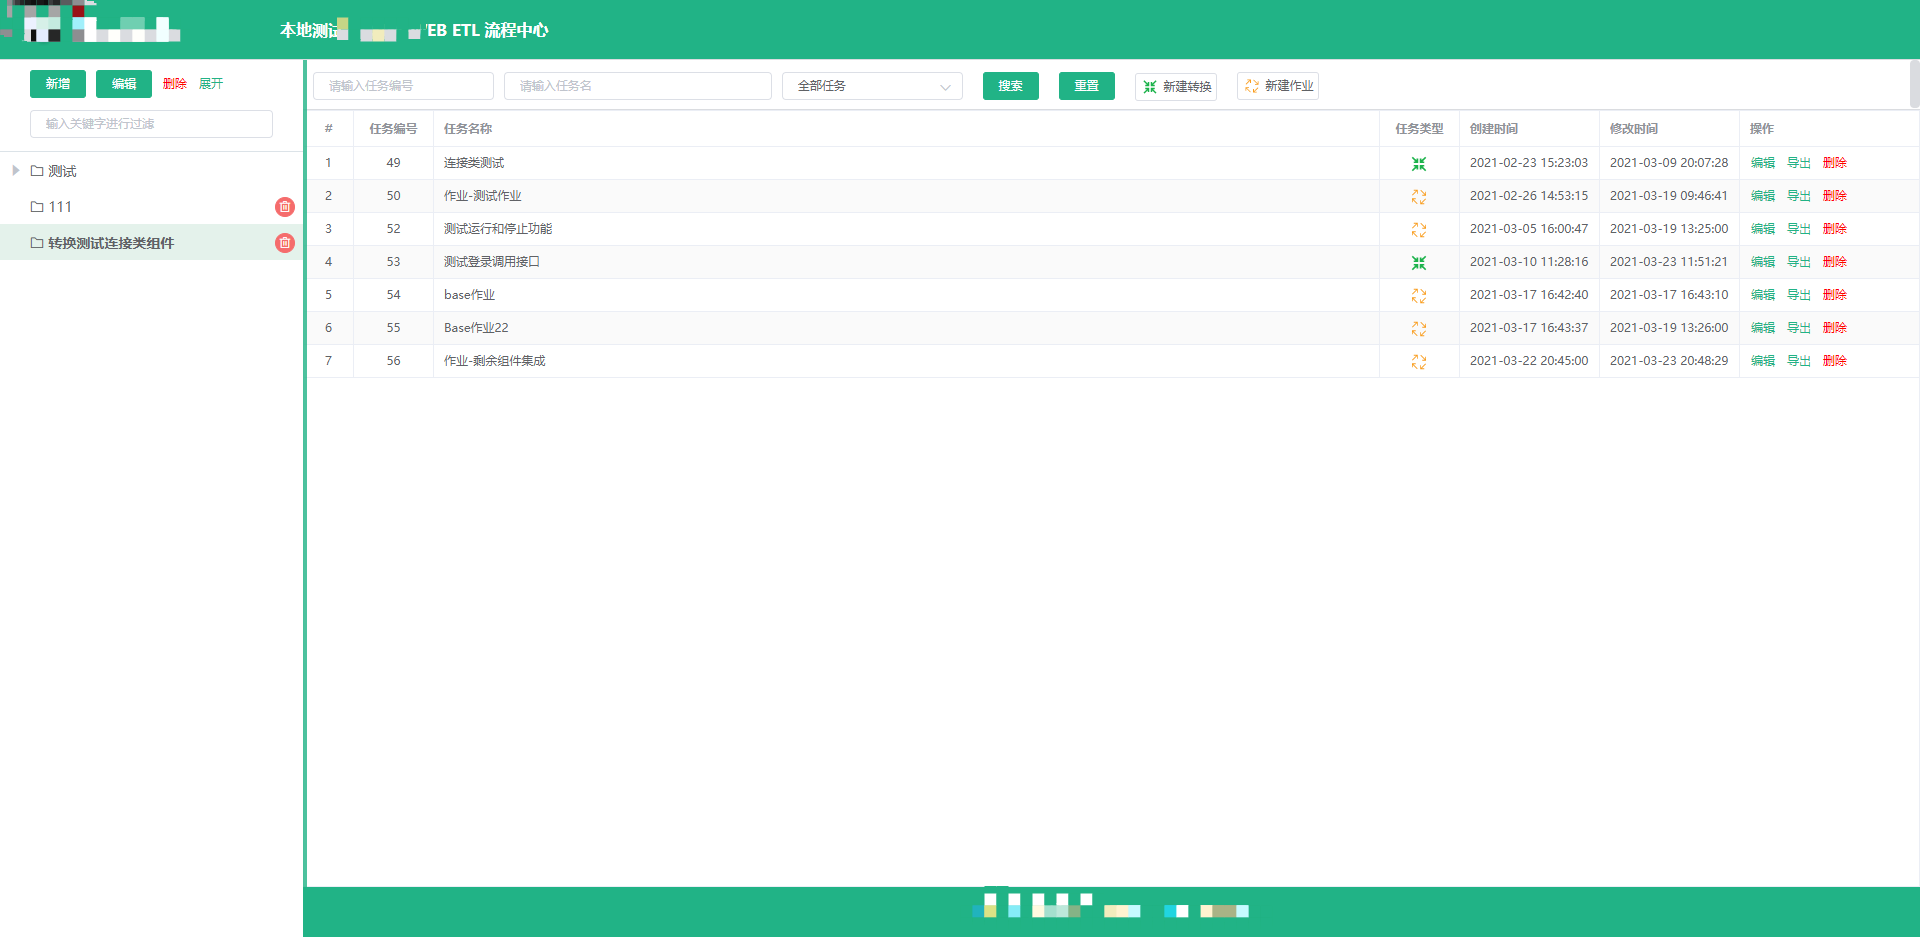 本地测试 EB ETL 流程中心
新增 编辑 删除 展开
输入关键字进行过滤
测试
111
转换测试连接类组件
请输入任务编号 请输入任务名 全部任务 搜索 重置 新建转换 新建作业
# 任务编号 任务名称 任务类型 创建时间 修改时间 操作
1 49 连接类测试 2021-02-23 15:23:03 2021-03-09 20:07:28 编辑 导出 删除
2 50 作业-测试作业 2021-02-26 14:53:15 2021-03-19 09:46:41 编辑 导出 删除
3 52 测试运行和停止功能 2021-03-05 16:00:47 2021-03-19 13:25:00 编辑 导出 删除
4 53 测试登录调用接口 2021-03-10 11:28:16 2021-03-23 11:51:21 编辑 导出 删除
5 54 base作业 2021-03-17 16:42:40 2021-03-17 16:43:10 编辑 导出 删除
6 55 Base作业22 2021-03-17 16:43:37 2021-03-19 13:26:00 编辑 导出 删除
7 56 作业-剩余组件集成 2021-03-22 20:45:00 2021-03-23 20:48:29 编辑 导出 删除